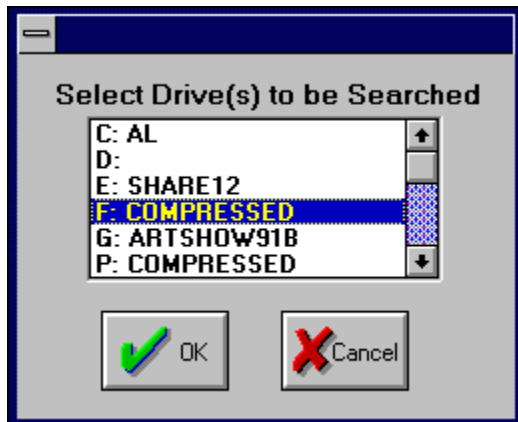 Select Drive(s) to be Searched
C: AL
D:
E: SHARE12
F: COMPRESSED
G: ARTSHOW91B
P: COMPRESSED
OK
Cancel